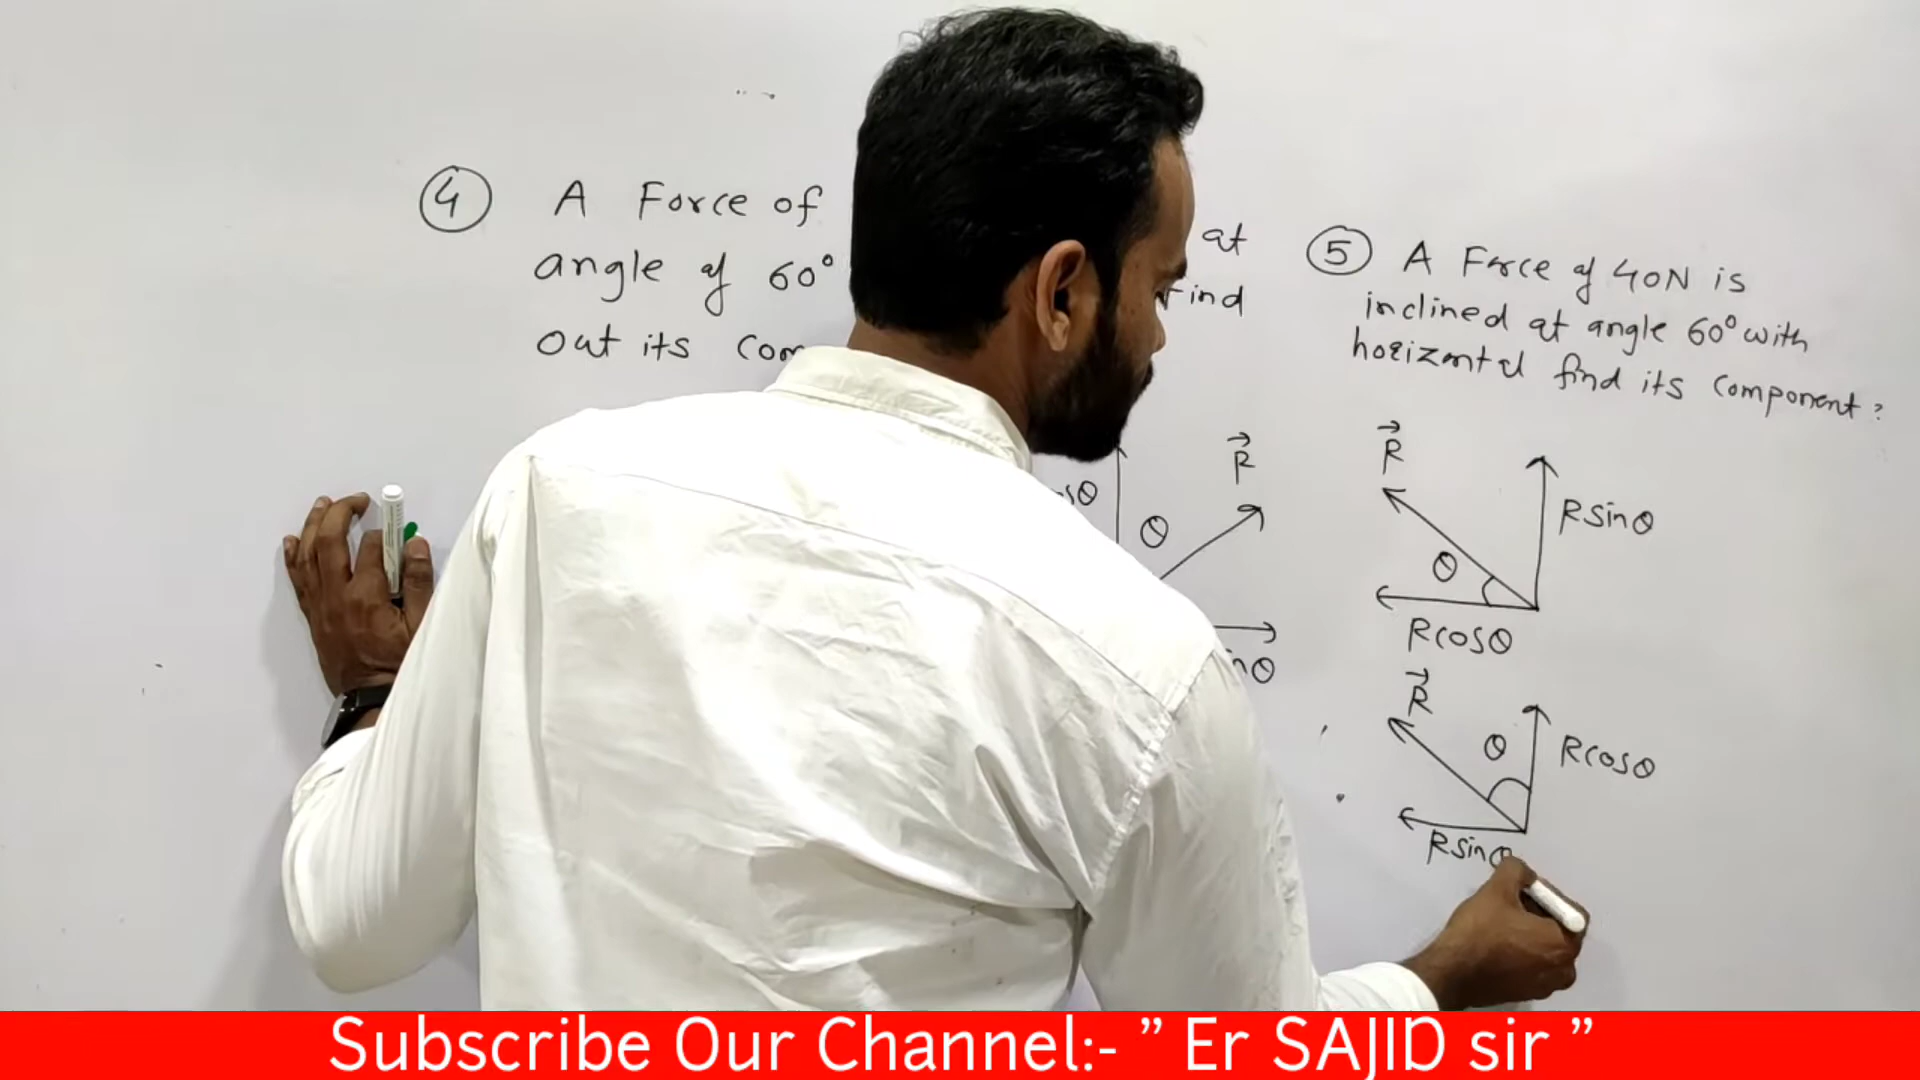 4 A Force of
angle of 60°
out its
at
find
5 A Force of 40N is
inclined at angle 60° with
horizontal find its component?
R
θ
R
Rsinθ
θ
Rcosθ
R
θ
Rcosθ
Rsinθ
Subscribe Our Channel:- " Er SAJID sir "